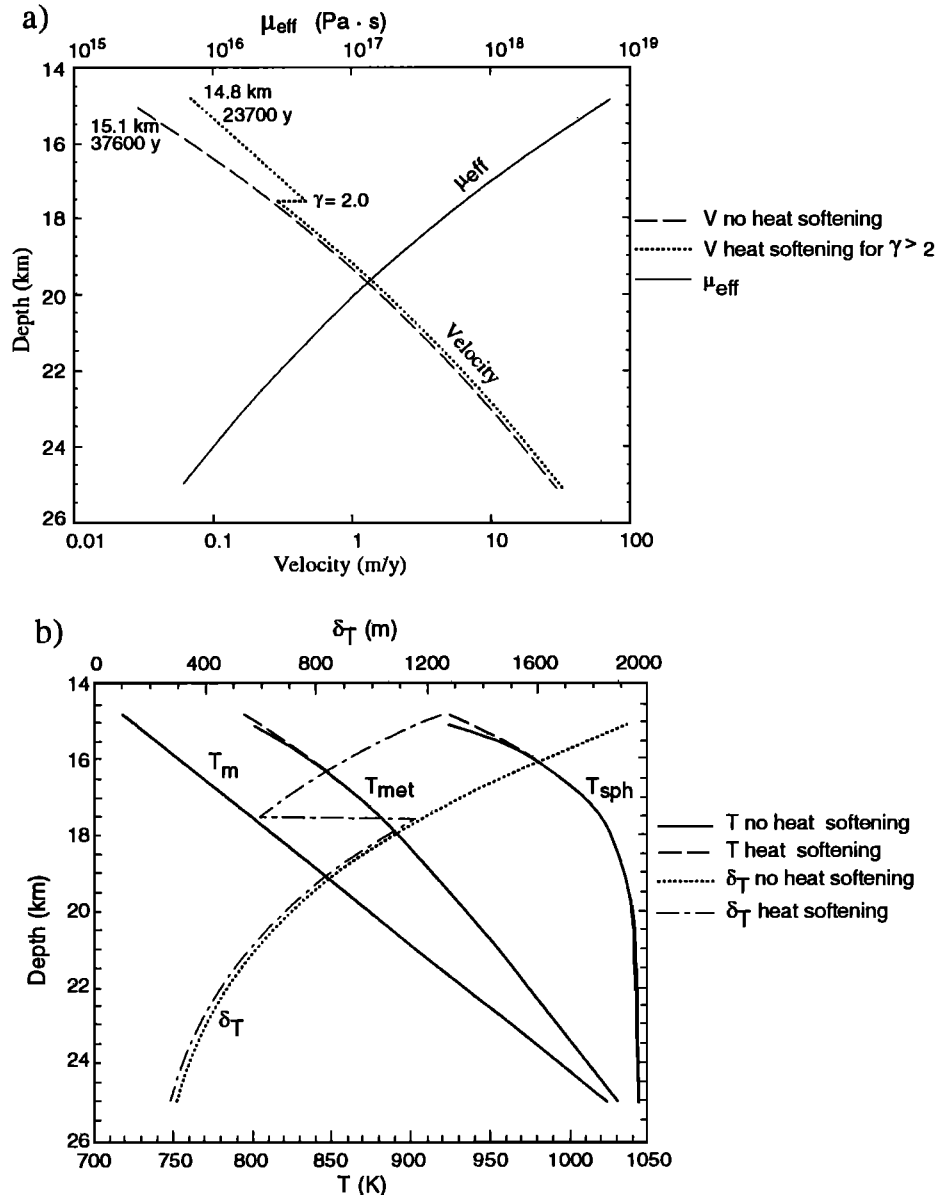 a)
μeff (Pa · s)
10^15 10^16 10^17 10^18 10^19
14
16
18
20
22
24
26
Depth (km)
14.8 km
23700 y
15.1 km
37600 y
γ = 2.0
μeff
Velocity
0.01 0.1 1 10 100
Velocity (m/y)
V no heat softening
V heat softening for γ > 2
μeff
b)
δT (m)
0 400 800 1200 1600 2000
14
16
18
20
22
24
26
Depth (km)
Tm
Tmet
Tsph
δT
700 750 800 850 900 950 1000 1050
T (K)
T no heat softening
T heat softening
δT no heat softening
δT heat softening